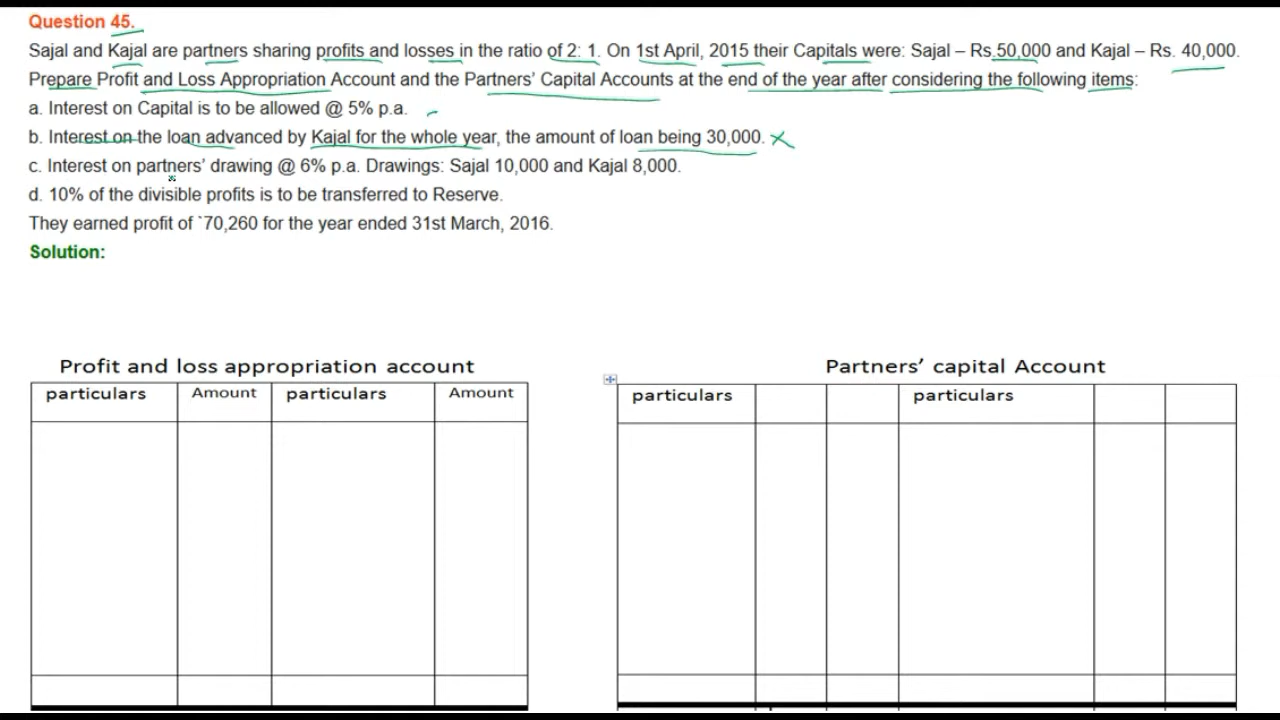 Question 45.
Sajal and Kajal are partners sharing profits and losses in the ratio of 2: 1. On 1st April, 2015 their Capitals were: Sajal – Rs.50,000 and Kajal – Rs. 40,000.
Prepare Profit and Loss Appropriation Account and the Partners’ Capital Accounts at the end of the year after considering the following items:
a. Interest on Capital is to be allowed @ 5% p.a.
b. Interest on the loan advanced by Kajal for the whole year, the amount of loan being 30,000.
c. Interest on partners’ drawing @ 6% p.a. Drawings: Sajal 10,000 and Kajal 8,000.
d. 10% of the divisible profits is to be transferred to Reserve.
They earned profit of `70,260 for the year ended 31st March, 2016.
Solution:
Profit and loss appropriation account
particulars Amount particulars Amount
Partners’ capital Account
particulars particulars